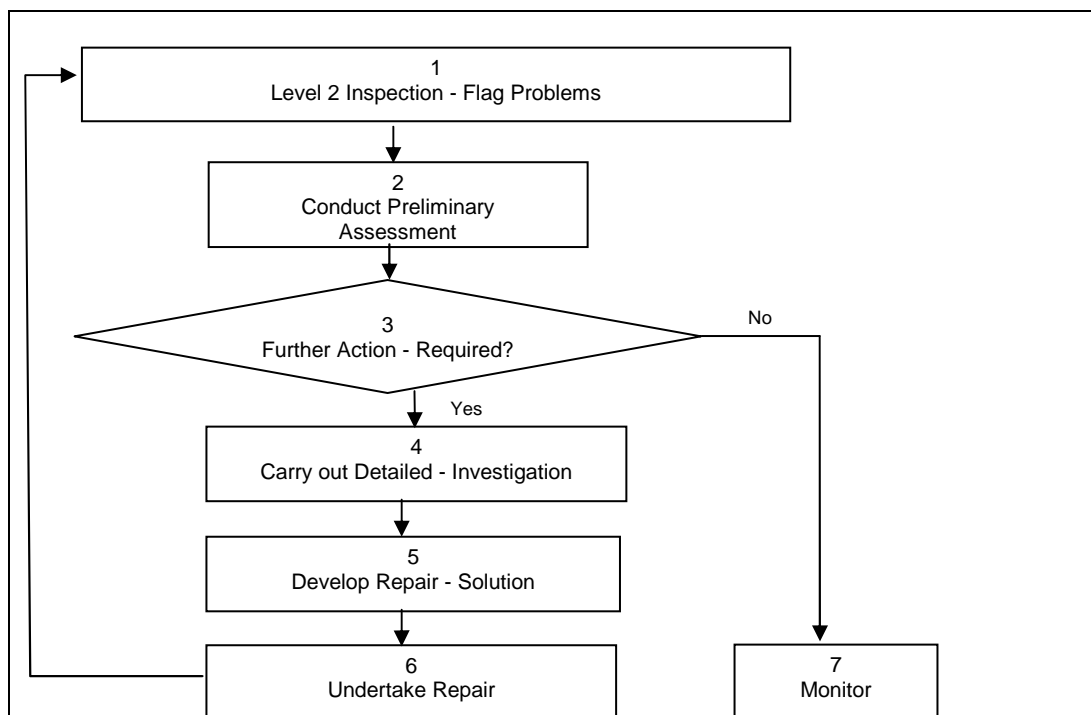 1
Level 2 Inspection - Flag Problems
2
Conduct Preliminary
Assessment
3
Further Action - Required?
No
Yes
4
Carry out Detailed - Investigation
5
Develop Repair - Solution
6
Undertake Repair
7
Monitor